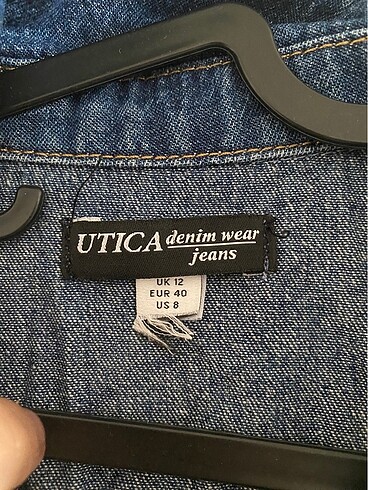 UTICA denim wear
jeans
UK 12
EUR 40
US 8